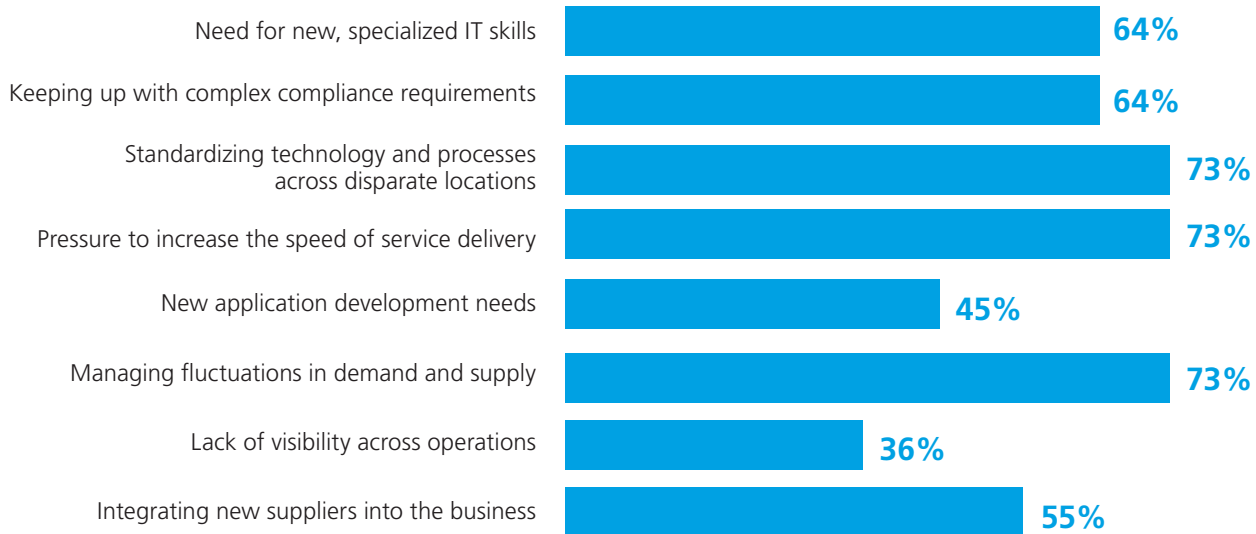 Need for new, specialized IT skills
64%
Keeping up with complex compliance requirements
64%
Standardizing technology and processes
across disparate locations
73%
Pressure to increase the speed of service delivery
73%
New application development needs
45%
Managing fluctuations in demand and supply
73%
Lack of visibility across operations
36%
Integrating new suppliers into the business
55%